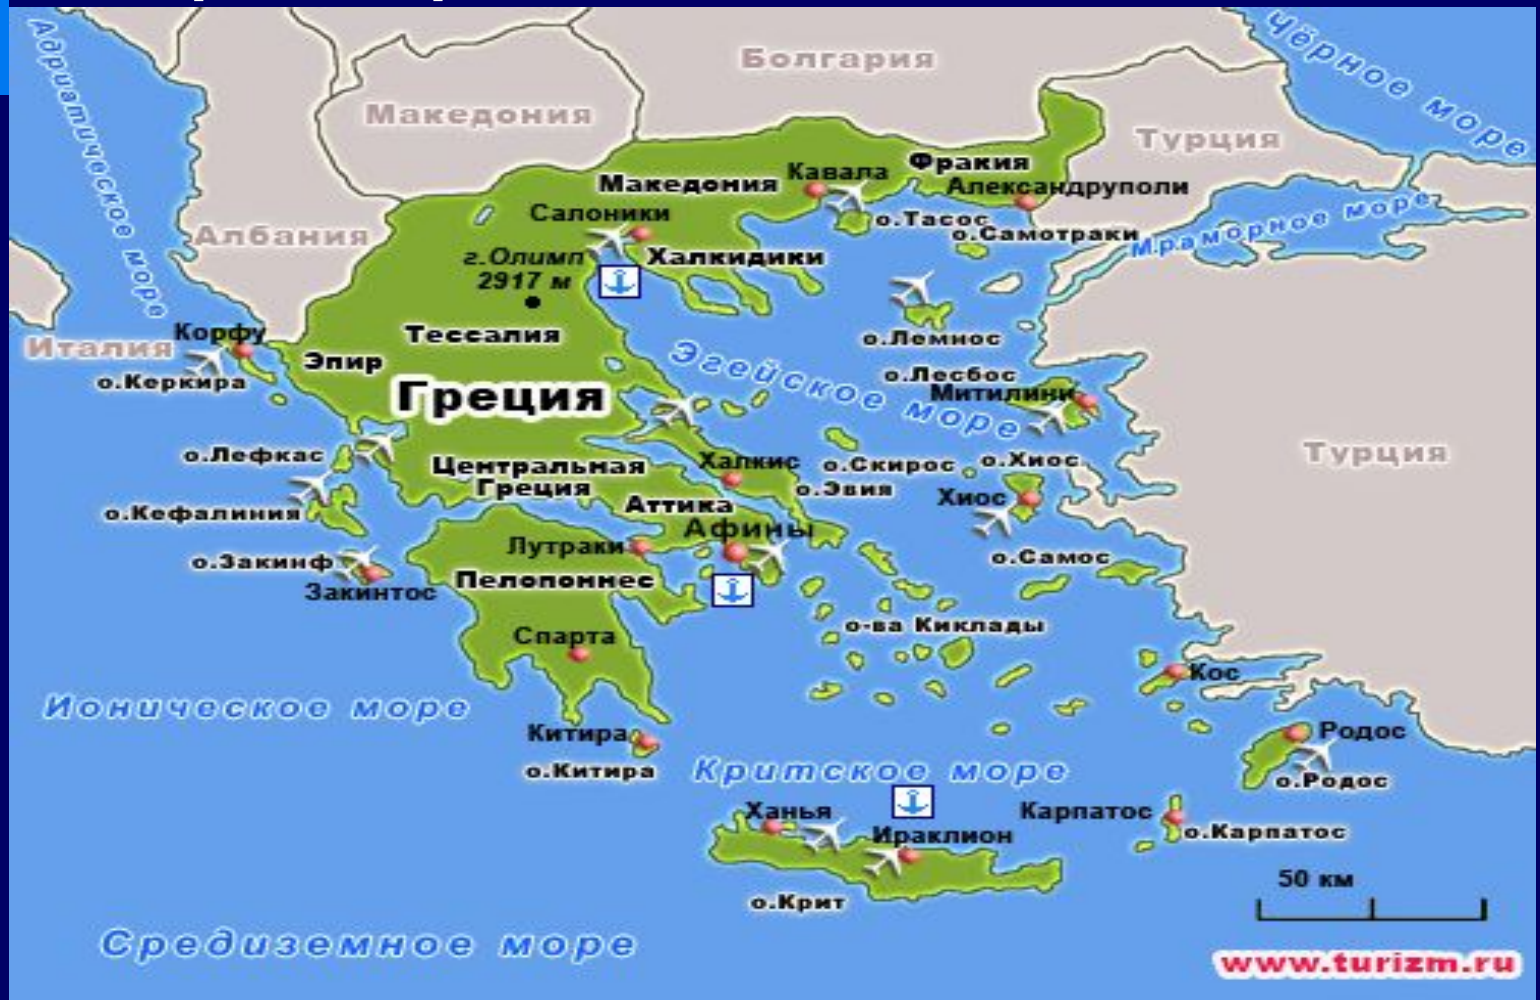 Чёрное море
Адриатическое море
Болгария
Македония
Турция
Фракия
Кавала
Македония
Александруполи
Салоники
о.Тасос
о.Самотраки
Мраморное море
Албания
г.Олимп
2917 м
Халкидики
Корфу
Италия
Тессалия
о.Лемнос
Эпир
Эгейское море
о.Керкира
о.Лесбос
Митилини
Греция
о.Лефкас
Центральная
Греция
Халкис
о.Скирос
о.Хиос
Турция
о.Эвия
Хиос
о.Кефалиния
Аттика
Афины
Лутраки
о.Закинф
Закинтос
Пелопоннес
о.Самос
о-ва Киклады
Спарта
Кос
Ионическое море
Китира
о.Китира
Родос
о.Родос
Критское море
Ханья
Ираклион
Карпатос
о.Карпатос
о.Крит
50 км
Средиземное море
www.turizm.ru